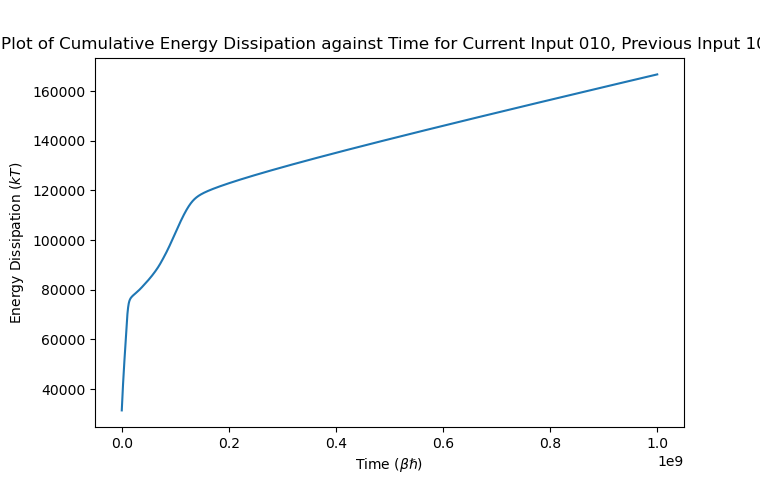 Plot of Cumulative Energy Dissipation against Time for Current Input 010, Previous Input 10
160000
140000
120000
100000
80000
60000
40000
Energy Dissipation (kT)
0.0 0.2 0.4 0.6 0.8 1.0
1e9
Time (βħ)